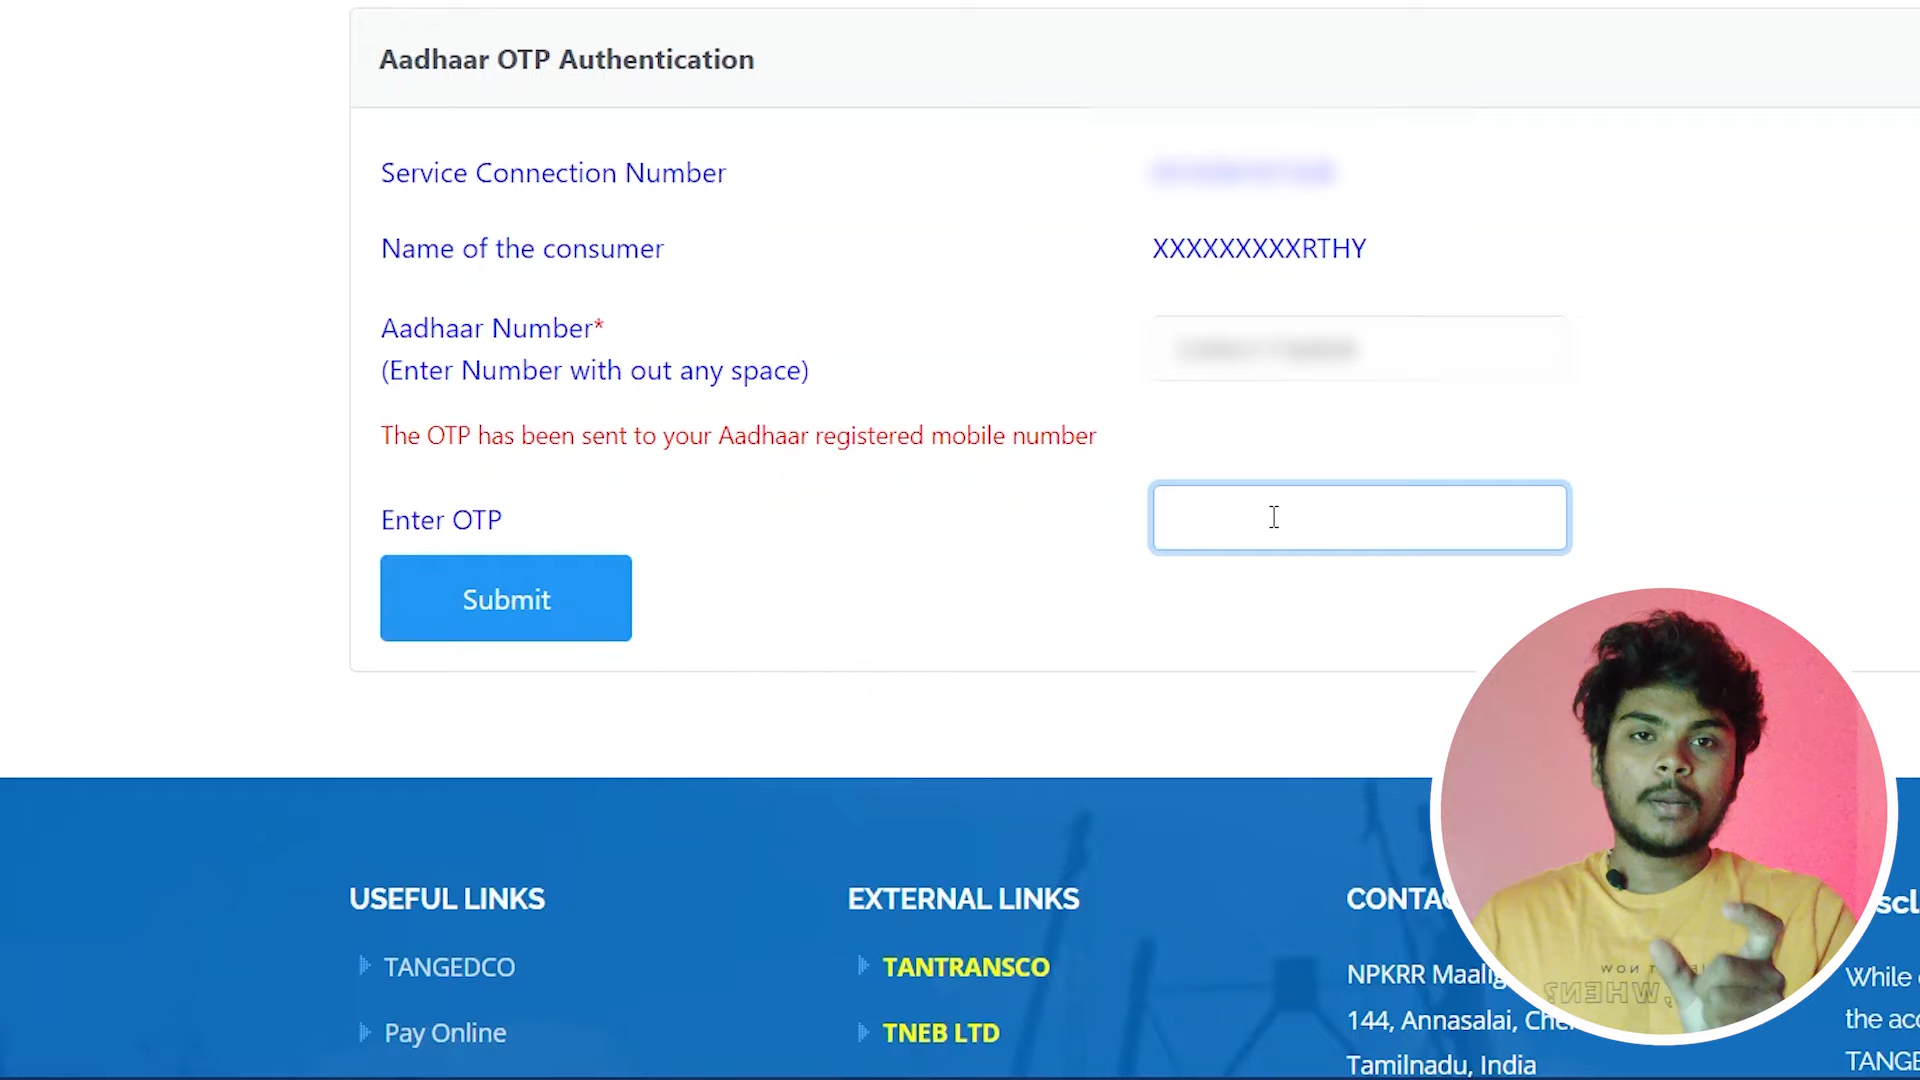 Aadhaar OTP Authentication
Service Connection Number
Name of the consumer XXXXXXXXXRTHY
Aadhaar Number*
(Enter Number with out any space)
The OTP has been sent to your Aadhaar registered mobile number
Enter OTP
Submit
USEFUL LINKS
TANGEDCO
Pay Online
EXTERNAL LINKS
TANTRANSCO
TNEB LTD
NPKRR
144, Annasalai,
Tamilnadu, India
While
the